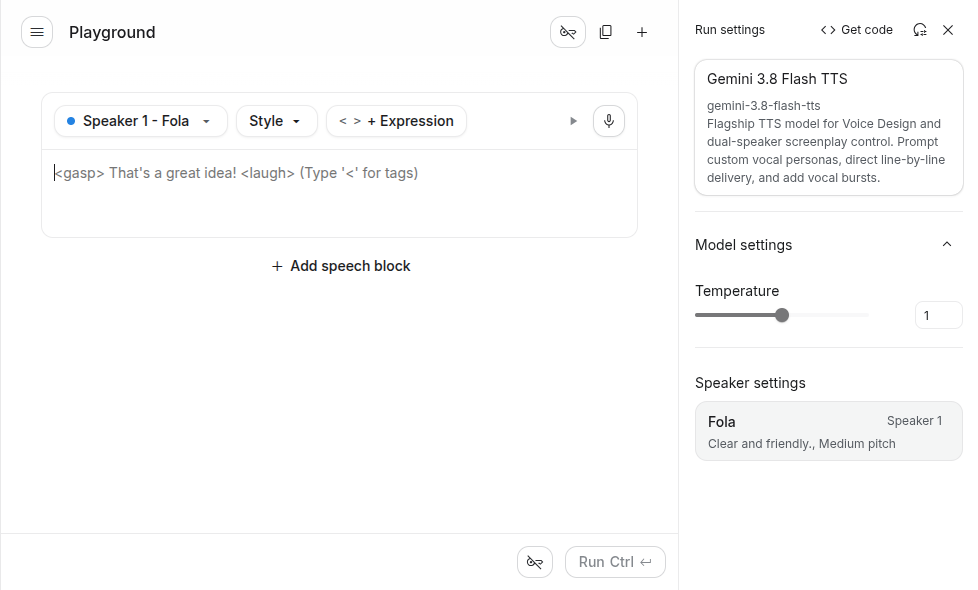 Playground
Speaker 1 - Fola
Style
< > + Expression
<gasp> That's a great idea! <laugh> (Type '<' for tags)
+ Add speech block
Run Ctrl ↵
Run settings
<> Get code
Gemini 3.8 Flash TTS
gemini-3.8-flash-tts
Flagship TTS model for Voice Design and
dual-speaker screenplay control. Prompt
custom vocal personas, direct line-by-line
delivery, and add vocal bursts.
Model settings
Temperature
1
Speaker settings
Fola
Speaker 1
Clear and friendly., Medium pitch